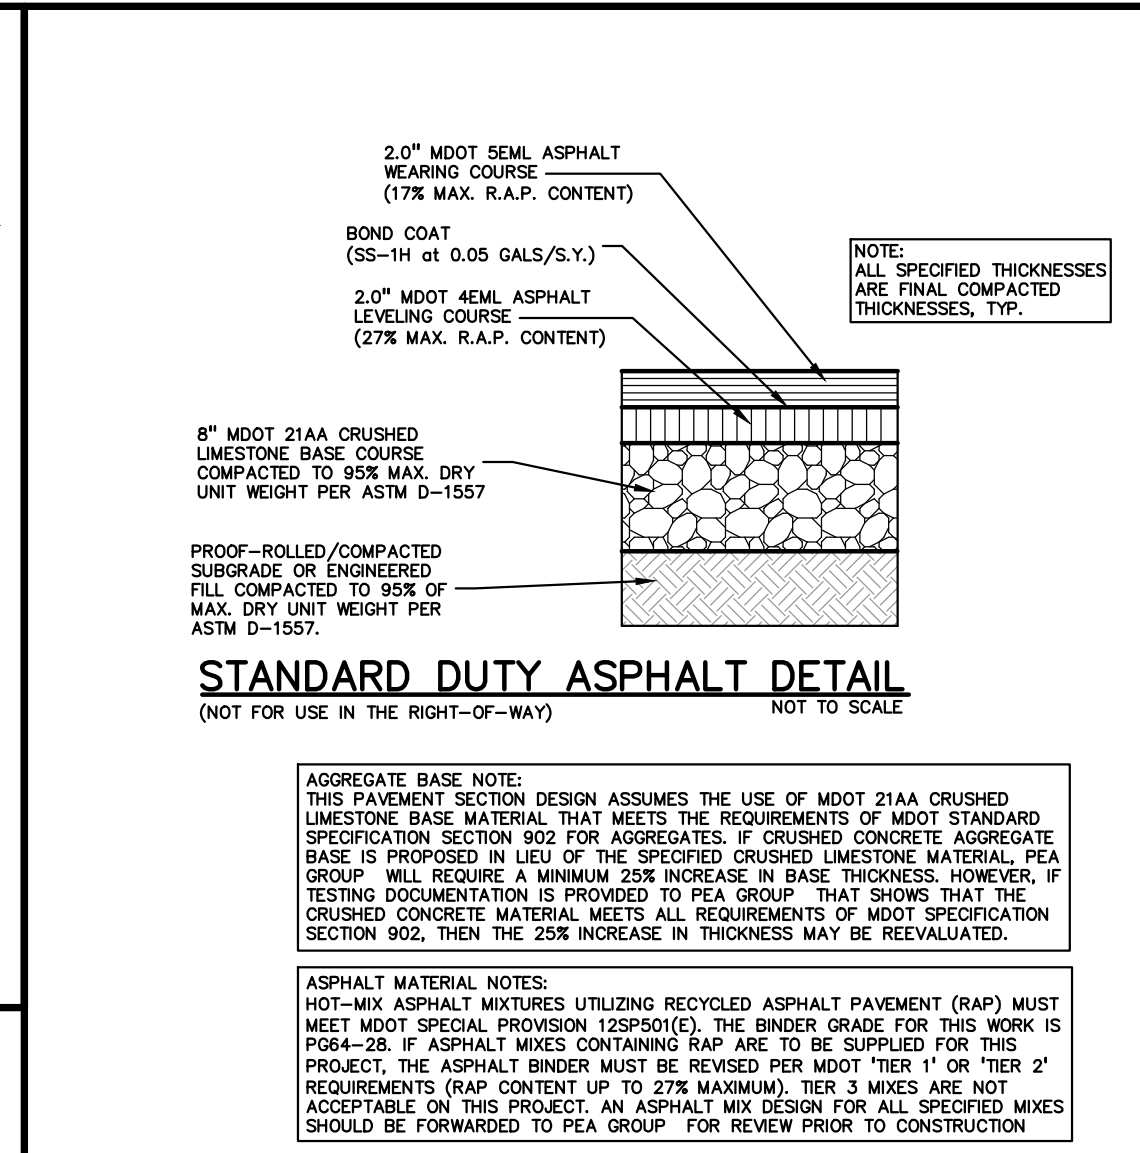 2.0" MDOT 5EML ASPHALT
WEARING COURSE
(17% MAX. R.A.P. CONTENT)
BOND COAT
(SS-1H at 0.05 GALS/S.Y.)
2.0" MDOT 4EML ASPHALT
LEVELING COURSE
(27% MAX. R.A.P. CONTENT)
NOTE:
ALL SPECIFIED THICKNESSES
ARE FINAL COMPACTED
THICKNESSES, TYP.
8" MDOT 21AA CRUSHED
LIMESTONE BASE COURSE
COMPACTED TO 95% MAX. DRY
UNIT WEIGHT PER ASTM D-1557
PROOF-ROLLED/COMPACTED
SUBGRADE OR ENGINEERED
FILL COMPACTED TO 95% OF
MAX. DRY UNIT WEIGHT PER
ASTM D-1557.
STANDARD DUTY ASPHALT DETAIL
(NOT FOR USE IN THE RIGHT-OF-WAY)
NOT TO SCALE
AGGREGATE BASE NOTE:
THIS PAVEMENT SECTION DESIGN ASSUMES THE USE OF MDOT 21AA CRUSHED
LIMESTONE BASE MATERIAL THAT MEETS THE REQUIREMENTS OF MDOT STANDARD
SPECIFICATION SECTION 902 FOR AGGREGATES. IF CRUSHED CONCRETE AGGREGATE
BASE IS PROPOSED IN LIEU OF THE SPECIFIED CRUSHED LIMESTONE MATERIAL, PEA
GROUP WILL REQUIRE A MINIMUM 25% INCREASE IN BASE THICKNESS. HOWEVER, IF
TESTING DOCUMENTATION IS PROVIDED TO PEA GROUP THAT SHOWS THAT THE
CRUSHED CONCRETE MATERIAL MEETS ALL REQUIREMENTS OF MDOT SPECIFICATION
SECTION 902, THEN THE 25% INCREASE IN THICKNESS MAY BE REEVALUATED.
ASPHALT MATERIAL NOTES:
HOT-MIX ASPHALT MIXTURES UTILIZING RECYCLED ASPHALT PAVEMENT (RAP) MUST
MEET MDOT SPECIAL PROVISION 12SP501(E). THE BINDER GRADE FOR THIS WORK IS
PG64-28. IF ASPHALT MIXES CONTAINING RAP ARE TO BE SUPPLIED FOR THIS
PROJECT, THE ASPHALT BINDER MUST BE REVISED PER MDOT 'TIER 1' OR 'TIER 2'
REQUIREMENTS (RAP CONTENT UP TO 27% MAXIMUM). TIER 3 MIXES ARE NOT
ACCEPTABLE ON THIS PROJECT. AN ASPHALT MIX DESIGN FOR ALL SPECIFIED MIXES
SHOULD BE FORWARDED TO PEA GROUP FOR REVIEW PRIOR TO CONSTRUCTION